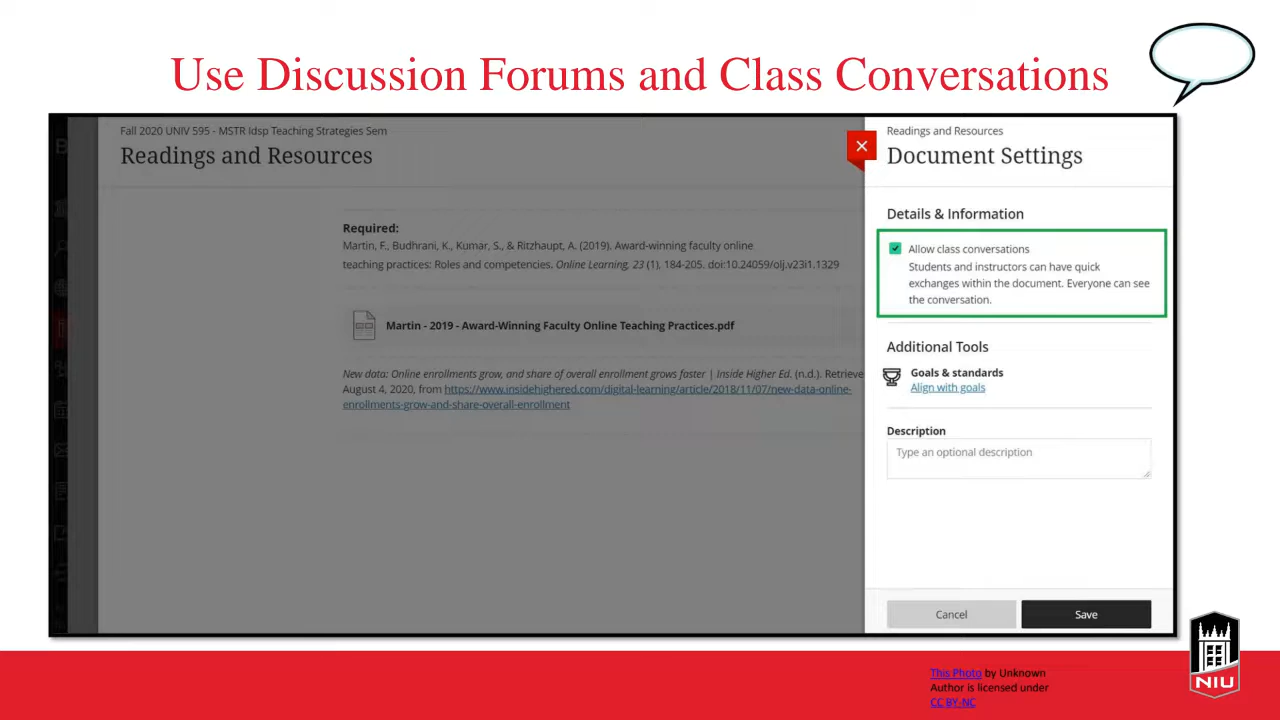 Use Discussion Forums and Class Conversations
Fall 2020 UNIV 595 - MSTR Idsp Teaching Strategies Sem
Readings and Resources
Required:
Martin, F., Budhrani, K., Kumar, S., & Ritzhaupt, A. (2019). Award-winning faculty online
teaching practices: Roles and competencies. Online Learning, 23 (1), 184-205. doi:10.24059/olj.v23i1.1329
Martin - 2019 - Award-Winning Faculty Online Teaching Practices.pdf
New data: Online enrollments grow, and share of overall enrollment grows faster | Inside Higher Ed. (n.d.). Retrieve
August 4, 2020, from https://www.insidehighered.com/digital-learning/article/2018/11/07/new-data-online-
enrollments-grow-and-share-overall-enrollment
Readings and Resources
Document Settings
Details & Information
Allow class conversations
Students and instructors can have quick
exchanges within the document. Everyone can see
the conversation.
Additional Tools
Goals & standards
Align with goals
Description
Type an optional description
Cancel
Save
NIU
This Photo by Unknown
Author is licensed under
CC BY-NC